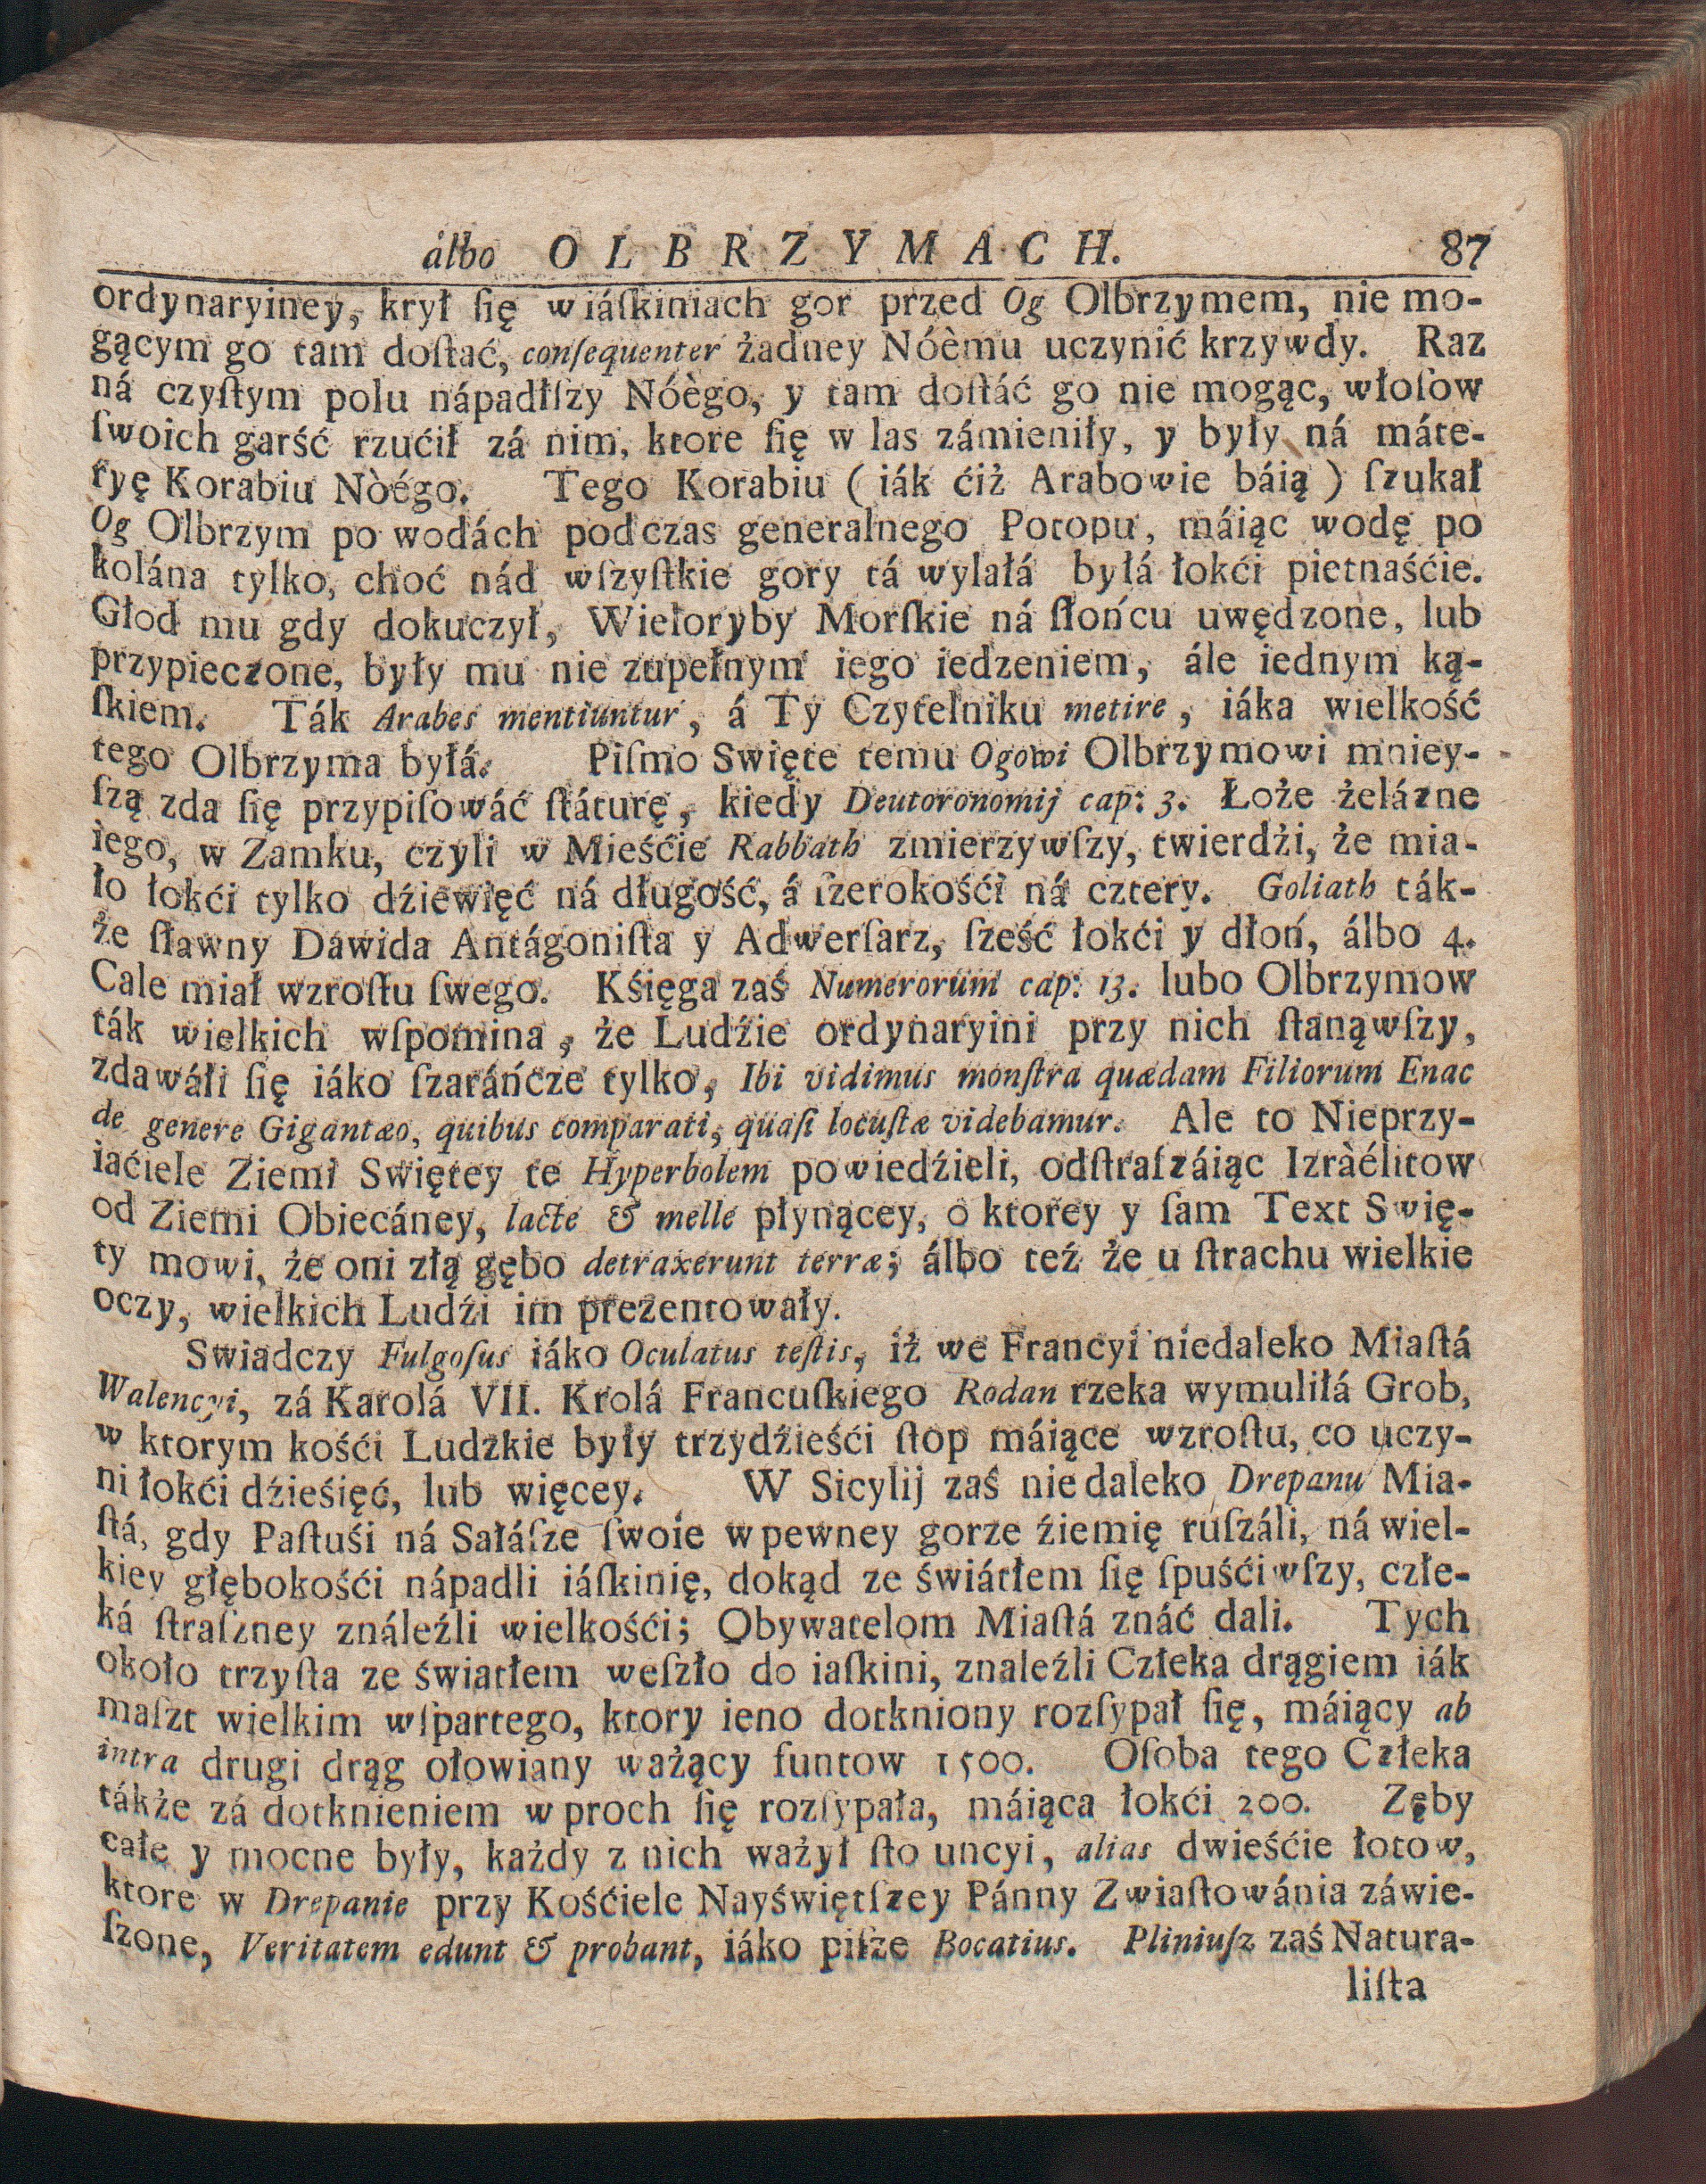 álbo OLBRZYMACH. 87
ordynaryiney, krył ſię w iáſkiniach gor przed Og Olbrzymem, nie mo-
gącym go tam doſtać, conſequenter żadney Nóèmu uczynić krzywdy. Raz
ná czyſtym polu nápadłſzy Nóègo, y tam doſtáć go nie mogąc, włoſow
ſwoich garść rzućił zá nim, ktore ſię w las zámieniły, y były ná máte-
ryę Korabiu Nòégo. Tego Korabiu ( iák ćiż Arabowie báią ) ſzukał
Og Olbrzym po wodách podczas generalnego Potopu, máiąc wodę po
kolána tylko, choć nád wſzyſtkie gory tá wylałá byłá łokći pietnaśćie.
Głod mu gdy dokuczył, Wieloryby Morſkie ná ſłońcu uwędzone, lub
przypieczone, były mu nie zupełnym iego iedzeniem, ále iednym ką-
ſkiem. Ták Arabes mentiuntur, á Ty Czytelniku metire, iáka wielkość
tego Olbrzyma byłá. Piſmo Swięte temu Ogowi Olbrzymowi mniey-
ſzą zda ſię przypiſowáć ſtáturę, kiedy Deutoronomij cap: 3. Łoże żelázne
iego, w Zamku, czyli w Mieśćie Rabbath zmierzywſzy, twierdźi, że mia-
ło łokći tylko dźiewięć ná długość, á ſzerokośći ná cztery. Goliath ták-
że ſławny Dawida Antágoniſta y Adwerſarz, ſześć łokći y dłoń, álbo 4.
Cale miał wzroſtu ſwego. Kśięga zaś Numerorum cap: 13. lubo Olbrzymow
ták wielkich wſpomina, że Ludźie ordynaryini przy nich ſtanąwſzy,
zdawáli ſię iáko ſzaráńcze tylko, Ibi vidimus monſtra quædam Filiorum Enac
de genere Gigantæo, quibus comparati, quaſi locuſtæ videbamur. Ale to Nieprzy-
iaćiele Ziemi Swiętey te Hyperbolem powiedźieli, odſtraſzáiąc Izràélitow
od Ziemi Obiecáney, lacte & melle płynącey, o ktorey y ſam Text Swię-
ty mowi, że oni złą gębo detraxerunt terræ; álbo też że u ſtrachu wielkie
oczy, wielkich Ludźi im prezentowały.
Swiadczy Fulgoſus iáko Oculatus teſtis, iż we Francyi niedaleko Miaſtá
Walencyi, zá Karolá VII. Krolá Francuſkiego Rodan rzeka wymuliłá Grob,
w ktorym kośći Ludzkie były trzydźieśći ſtop máiące wzroſtu, co uczy-
ni łokći dźieśięć, lub więcey. W Sicylij zaś niedaleko Drepanu Mia-
ſtá, gdy Paſtuśi ná Sałáſze ſwoie w pewney gorze źiemię ruſzáli, ná wiel-
kiey głębokośći nápadli iáſkinię, dokąd ze świátłem ſię ſpuśćiwſzy, człe-
ká ſtraſzney ználeźli wielkośći; Obywatelom Miaſtá znáć dali. Tych
około trzyſta ze światłem weſzło do iaſkini, znaleźli Człeka drągiem iák
maſzt wielkim wſpartego, ktory ieno dotkniony rozſypał ſię, máiący ab
intra drugi drąg ołowiany ważący funtow 1500. Oſoba tego Człeka
tákże zá dotknieniem w proch ſię rozſypała, máiąca łokći 200. Zęby
całe y mocne były, każdy z nich ważył ſto uncyi, alias dwieśćie łotow,
ktore w Drepanie przy Kośćiele Nayświętſzey Pánny Zwiaſtowánia záwie-
ſzone, Veritatem edunt & probant, iáko piſze Bocatius. Pliniuſz zaś Natura-
liſta